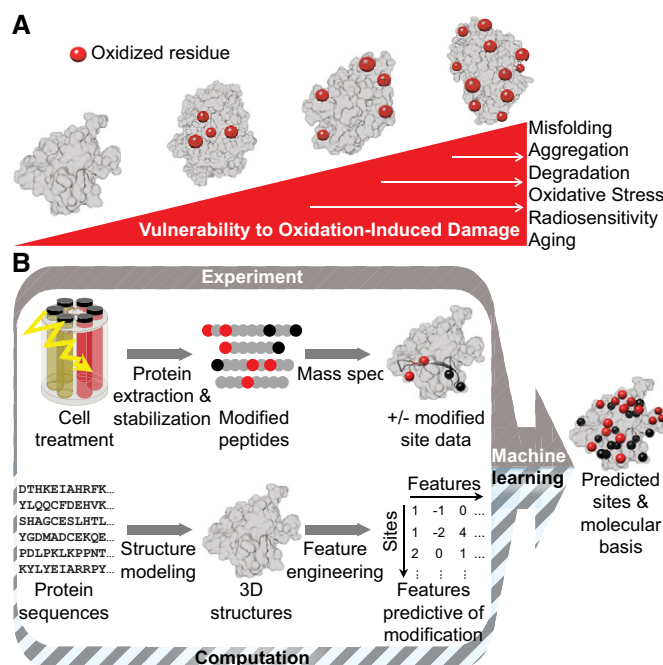 A
Oxidized residue
Misfolding
Aggregation
Degradation
Oxidative Stress
Radiosensitivity
Aging
Vulnerability to Oxidation-Induced Damage
B
Experiment
Cell
treatment
Protein
extraction &
stabilization
Modified
peptides
Mass spec
+/- modified
site data
Machine
learning
Predicted
sites &
molecular
basis
DTHKEIAHRFK...
YLQQCFDEHVK...
SHAGCESLHTL...
YGDMADCEKQE...
PDLPKLKPPNT...
KYLYEIARRPY...
Protein
sequences
Structure
modeling
3D
structures
Feature
engineering
Features
Sites
1 -1 0 ...
1 -2 4 ...
2 0 1 ...
⋮ ⋮ ⋮
Features
predictive of
modification
Computation